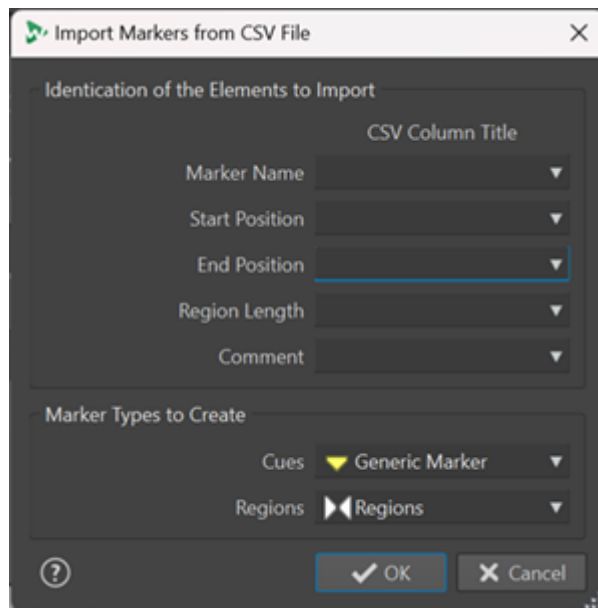 Import Markers from CSV File
Identication of the Elements to Import
CSV Column Title
Marker Name
Start Position
End Position
Region Length
Comment
Marker Types to Create
Cues Generic Marker
Regions Regions
? OK Cancel